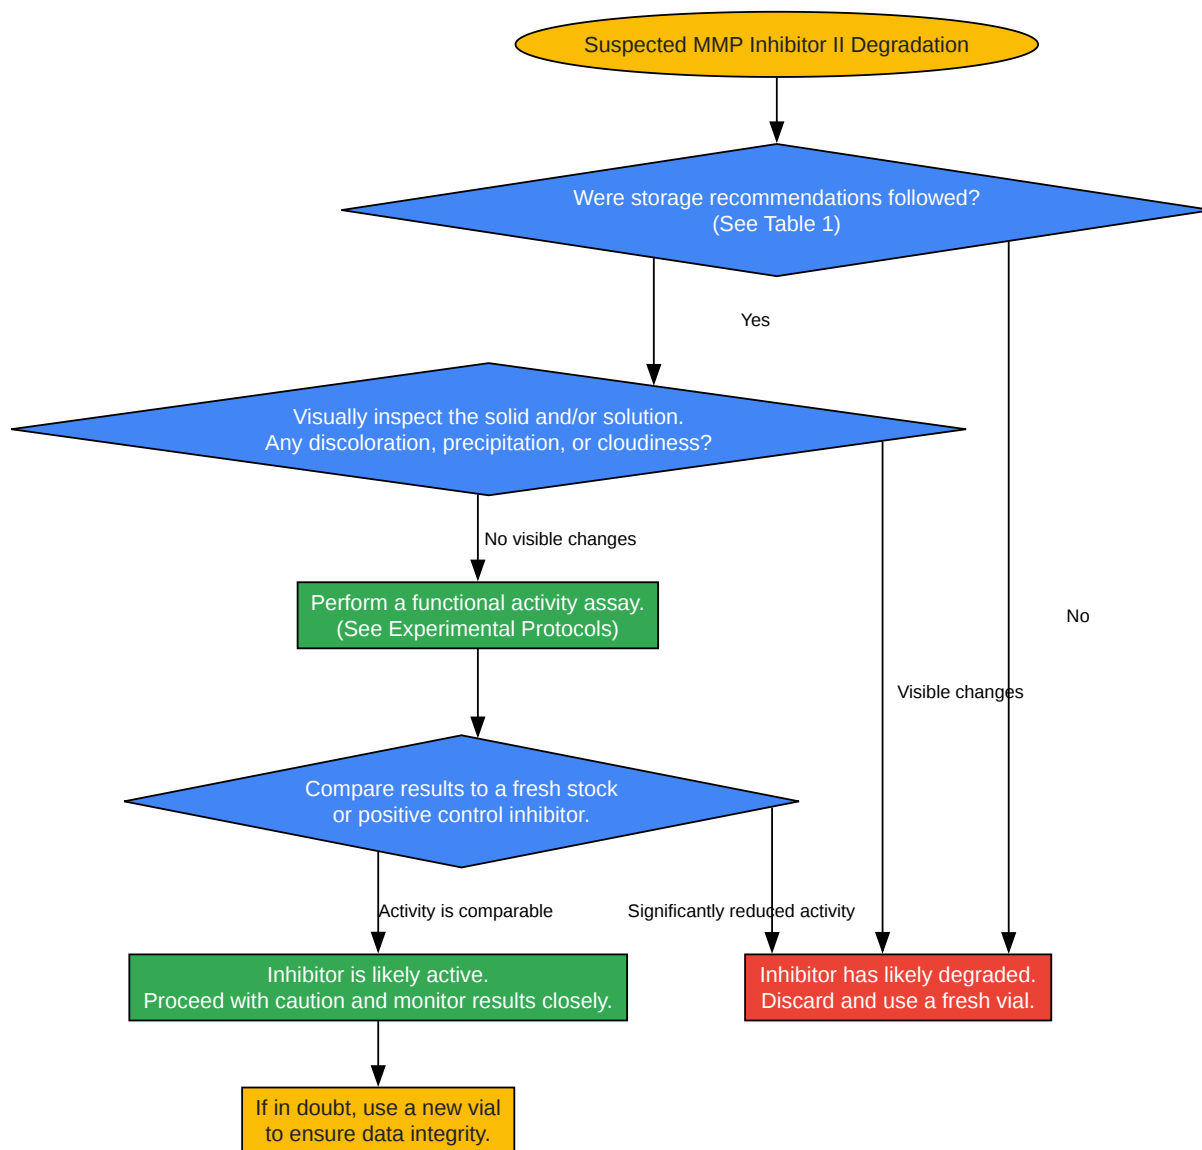 Suspected MMP Inhibitor II Degradation
Were storage recommendations followed?
(See Table 1)
Yes
Visually inspect the solid and/or solution.
Any discoloration, precipitation, or cloudiness?
No visible changes
Perform a functional activity assay.
(See Experimental Protocols)
No
Visible changes
Compare results to a fresh stock
or positive control inhibitor.
Activity is comparable
Significantly reduced activity
Inhibitor is likely active.
Proceed with caution and monitor results closely.
Inhibitor has likely degraded.
Discard and use a fresh vial.
If in doubt, use a new vial
to ensure data integrity.